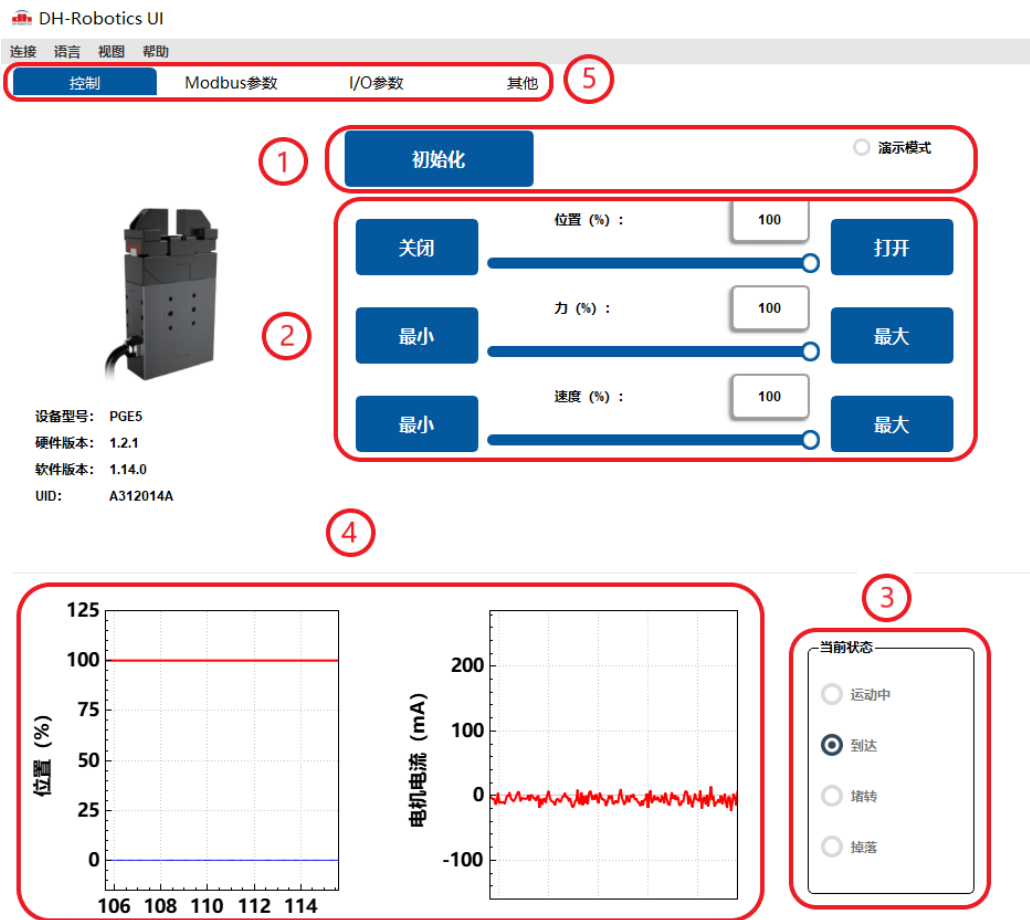 DH-Robotics UI
连接 语言 视图 帮助
控制 Modbus参数 I/O参数 其他 5
1 初始化 演示模式
位置 (%) : 100
关闭 打开
力 (%) : 100
2 最小 最大
速度 (%) : 100
最小 最大
设备型号: PGE5
硬件版本: 1.2.1
软件版本: 1.14.0
UID: A312014A
4
3
位置 (%)
125
100
75
50
25
0
106 108 110 112 114
电机电流 (mA)
200
100
0
-100
当前状态
运动中
到达
堵转
掉落